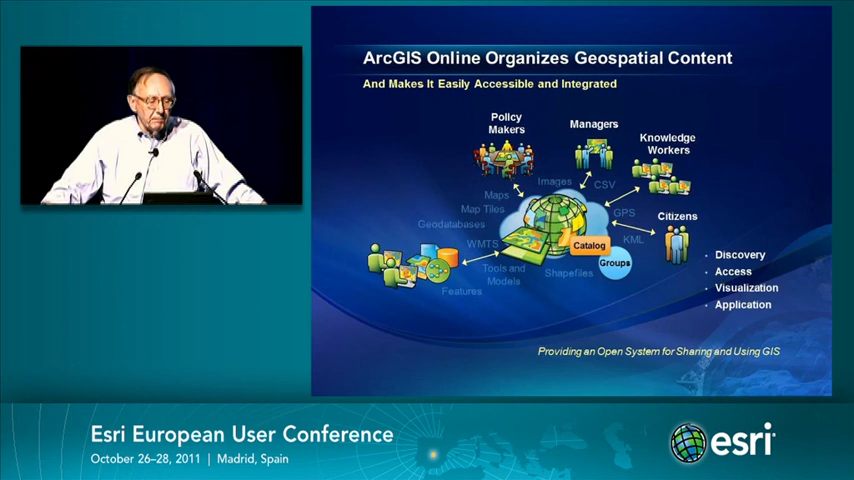 ArcGIS Online Organizes Geospatial Content
And Makes It Easily Accessible and Integrated
Policy
Makers
Managers
Knowledge
Workers
Images
CSV
Maps
Map Tiles
GPS
Citizens
Geodatabases
WMTS
Catalog
KML
Groups
Tools and
Models
Shapefiles
Features
· Discovery
· Access
· Visualization
· Application
Providing an Open System for Sharing and Using GIS
Esri European User Conference
October 26–28, 2011 | Madrid, Spain
esri